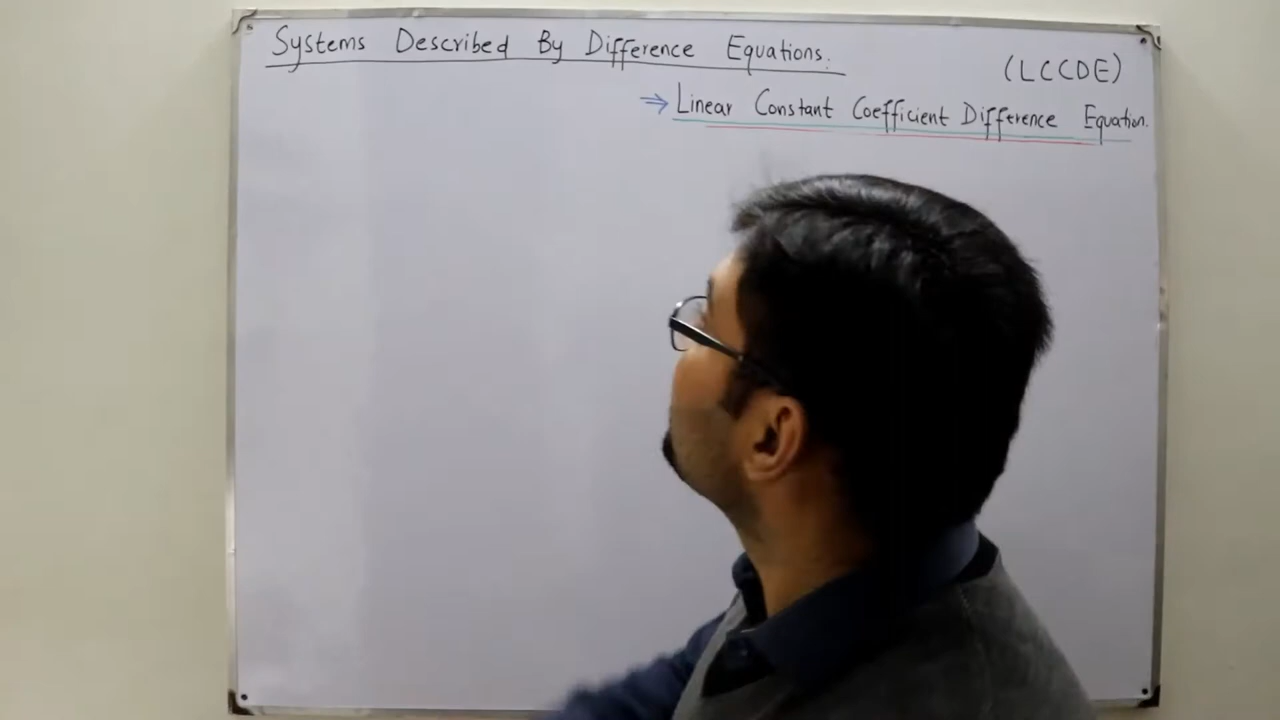 Systems Described By Difference Equations.
(LCCDE)
⇒ Linear Constant Coefficient Difference Equation.